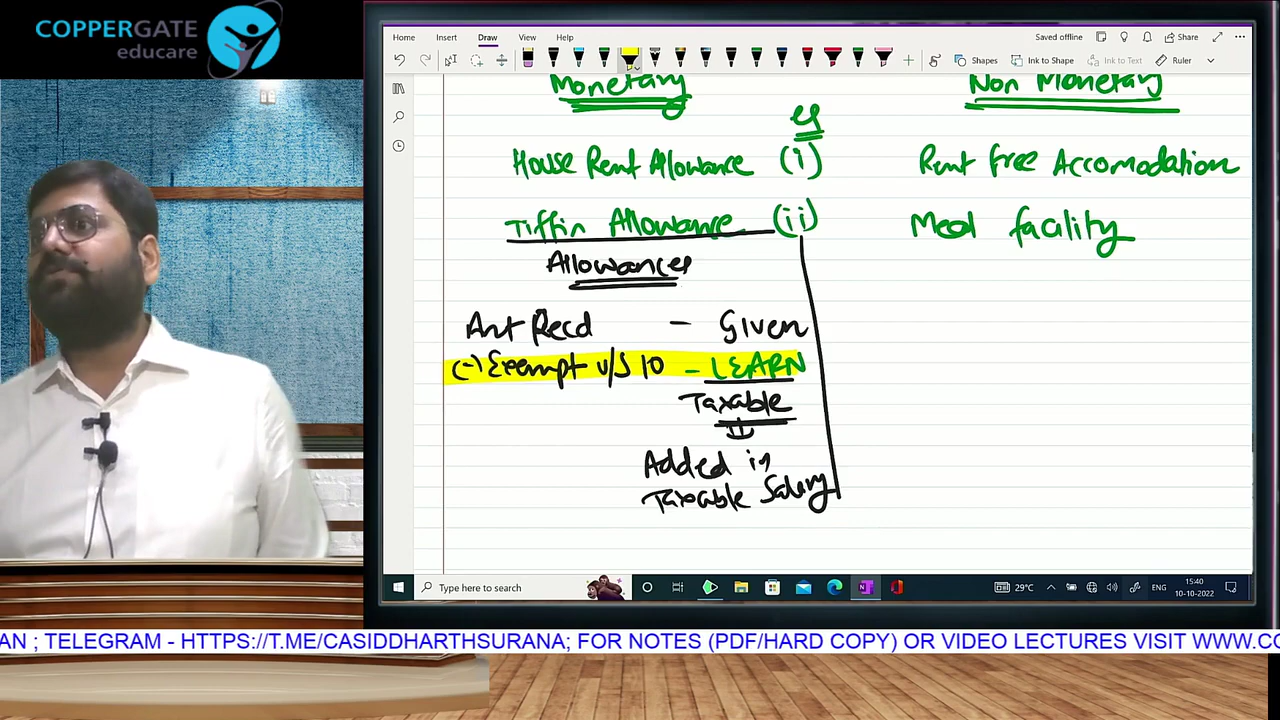 COPPERGATE
educare
Home Insert Draw View Help
Saved offline
Share
Shapes
Ink to Shape
Ink to Text
Ruler
Monetary Non Monetary
eg
House Rent Allowance (i) Rent free Accomodation
Tiffin Allowance (ii) Meal facility
Allowances
Amt Recd - Given
(-) Exempt u/s 10 - LEARN
Taxable
Added in
Taxable Salary
Type here to search
29°C
ENG
15:40
10-10-2022
AN ; TELEGRAM - HTTPS://T.ME/CASIDDHARTHSURANA; FOR NOTES (PDF/HARD COPY) OR VIDEO LECTURES VISIT WWW.CO